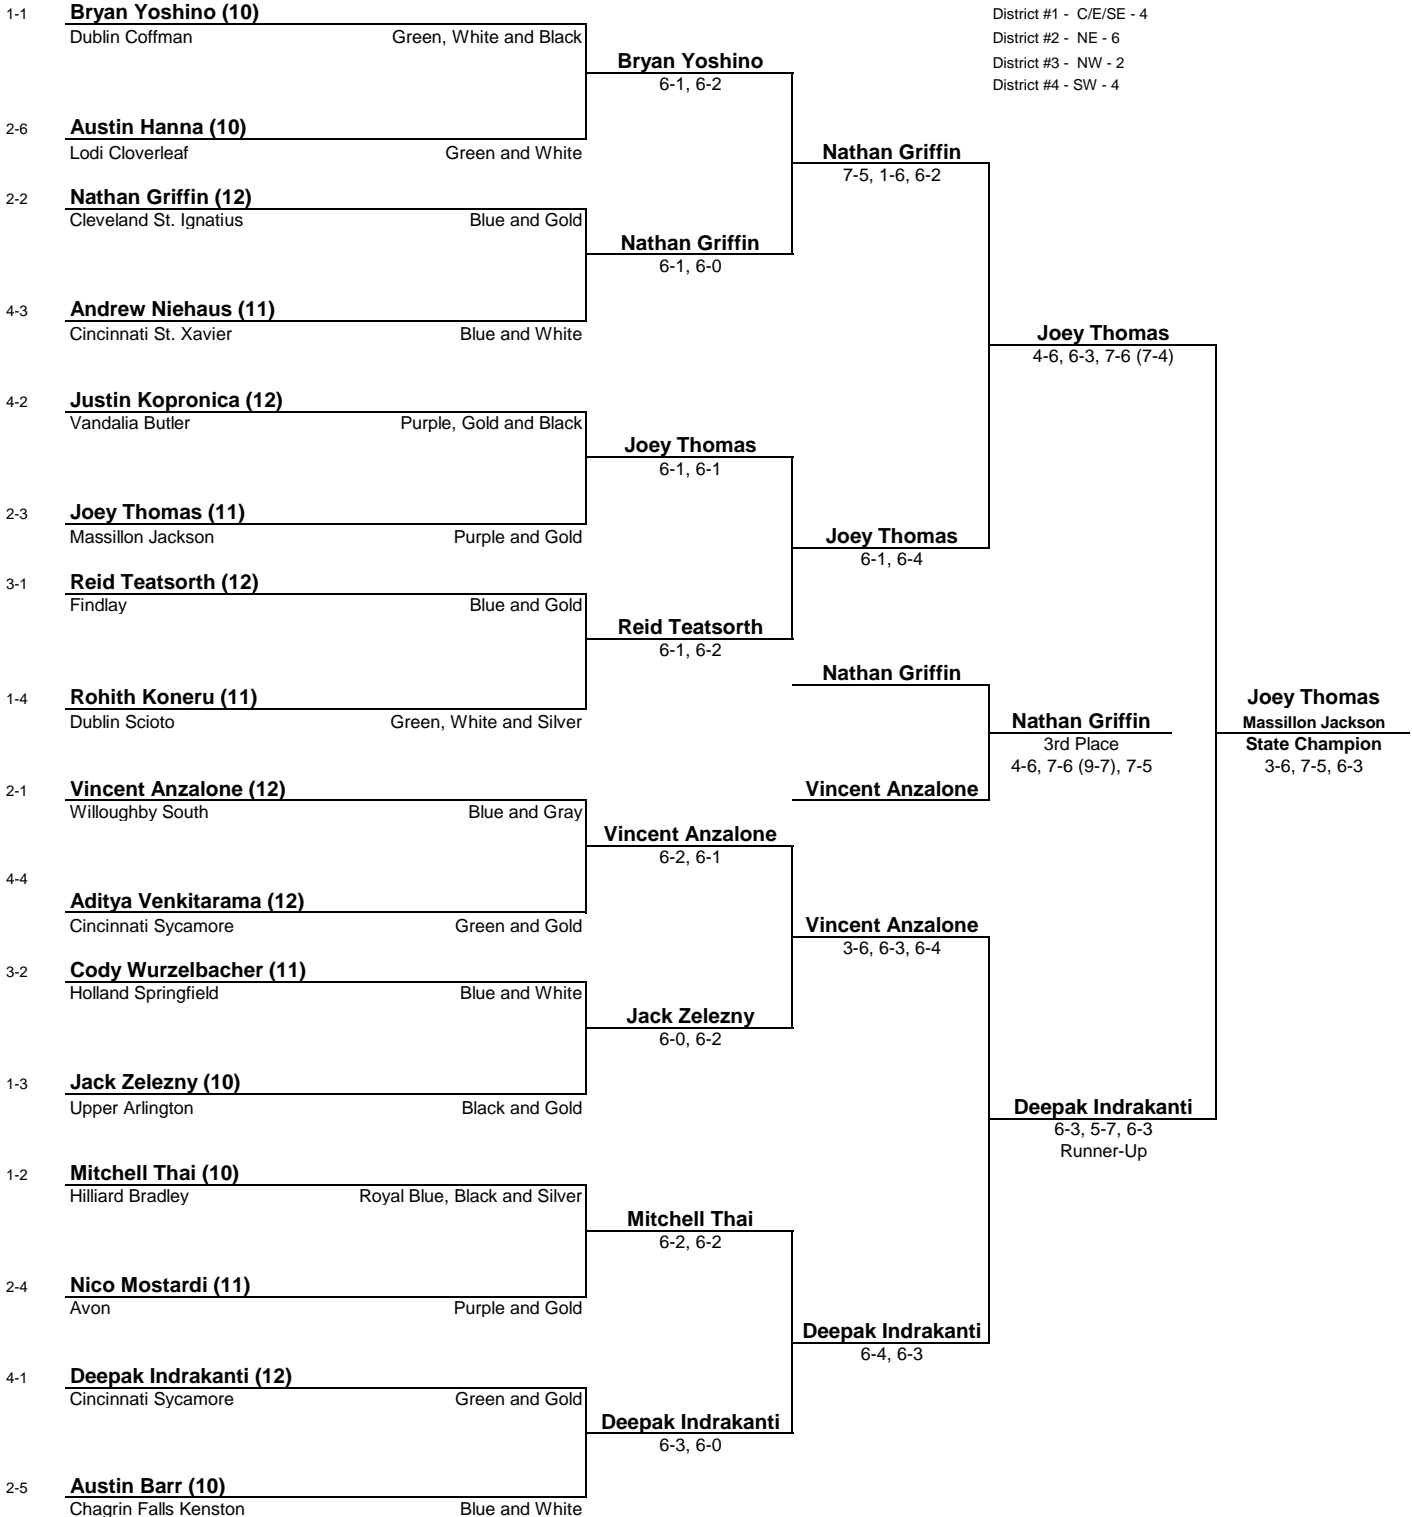 1-1 Bryan Yoshino (10)
Dublin Coffman Green, White and Black
2-6 Austin Hanna (10)
Lodi Cloverleaf Green and White
2-2 Nathan Griffin (12)
Cleveland St. Ignatius Blue and Gold
4-3 Andrew Niehaus (11)
Cincinnati St. Xavier Blue and White
4-2 Justin Kopronica (12)
Vandalia Butler Purple, Gold and Black
2-3 Joey Thomas (11)
Massillon Jackson Purple and Gold
3-1 Reid Teatsorth (12)
Findlay Blue and Gold
1-4 Rohith Koneru (11)
Dublin Scioto Green, White and Silver
2-1 Vincent Anzalone (12)
Willoughby South Blue and Gray
4-4
Aditya Venkitarama (12)
Cincinnati Sycamore Green and Gold
3-2 Cody Wurzelbacher (11)
Holland Springfield Blue and White
1-3 Jack Zelezny (10)
Upper Arlington Black and Gold
1-2 Mitchell Thai (10)
Hilliard Bradley Royal Blue, Black and Silver
2-4 Nico Mostardi (11)
Avon Purple and Gold
4-1 Deepak Indrakanti (12)
Cincinnati Sycamore Green and Gold
2-5 Austin Barr (10)
Chagrin Falls Kenston Blue and White
Bryan Yoshino
6-1, 6-2
Nathan Griffin
6-1, 6-0
Joey Thomas
6-1, 6-1
Reid Teatsorth
6-1, 6-2
Vincent Anzalone
6-2, 6-1
Jack Zelezny
6-0, 6-2
Mitchell Thai
6-2, 6-2
Deepak Indrakanti
6-3, 6-0
Nathan Griffin
7-5, 1-6, 6-2
Joey Thomas
6-1, 6-4
Nathan Griffin
Vincent Anzalone
Vincent Anzalone
3-6, 6-3, 6-4
Deepak Indrakanti
6-4, 6-3
District #1 - C/E/SE - 4
District #2 - NE - 6
District #3 - NW - 2
District #4 - SW - 4
Joey Thomas
4-6, 6-3, 7-6 (7-4)
Nathan Griffin
3rd Place
4-6, 7-6 (9-7), 7-5
Deepak Indrakanti
6-3, 5-7, 6-3
Runner-Up
Joey Thomas
Massillon Jackson
State Champion
3-6, 7-5, 6-3